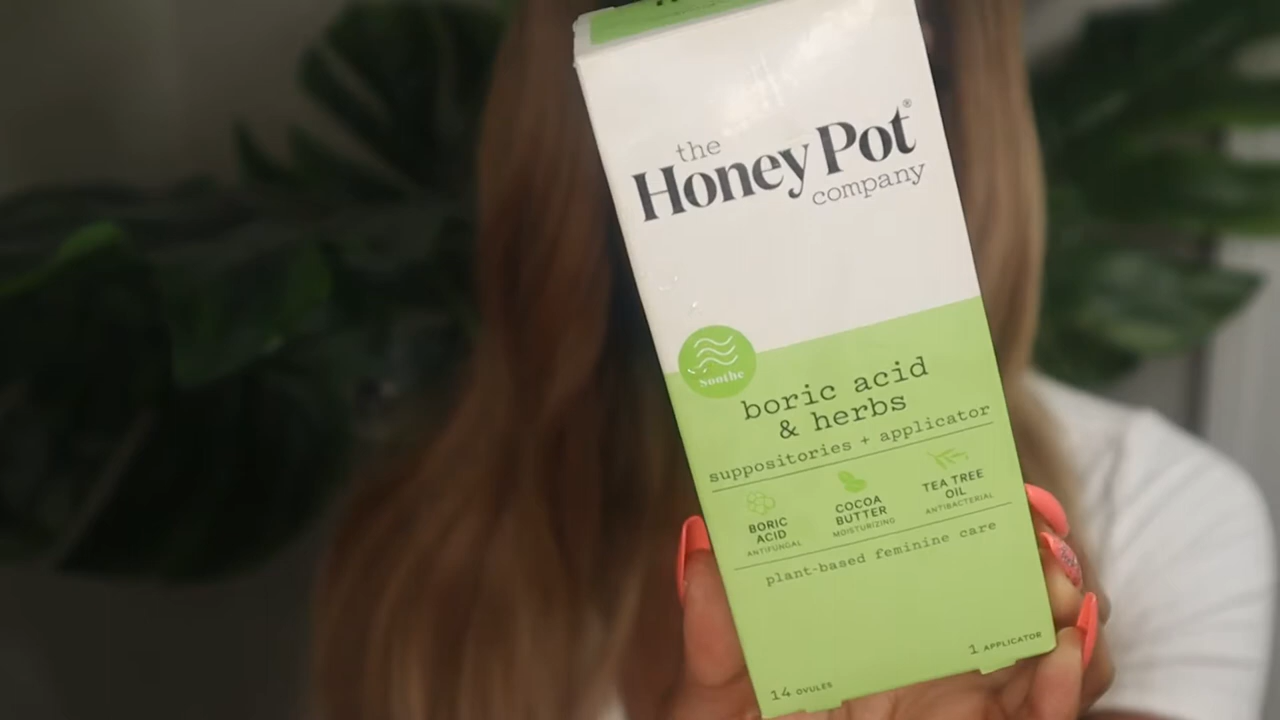 the
Honey Pot®
company
Soothe
boric acid
& herbs
suppositories + applicator
BORIC
ACID
ANTIFUNGAL
COCOA
BUTTER
MOISTURIZING
TEA TREE
OIL
ANTIBACTERIAL
plant-based feminine care
14 OVULES
1 APPLICATOR